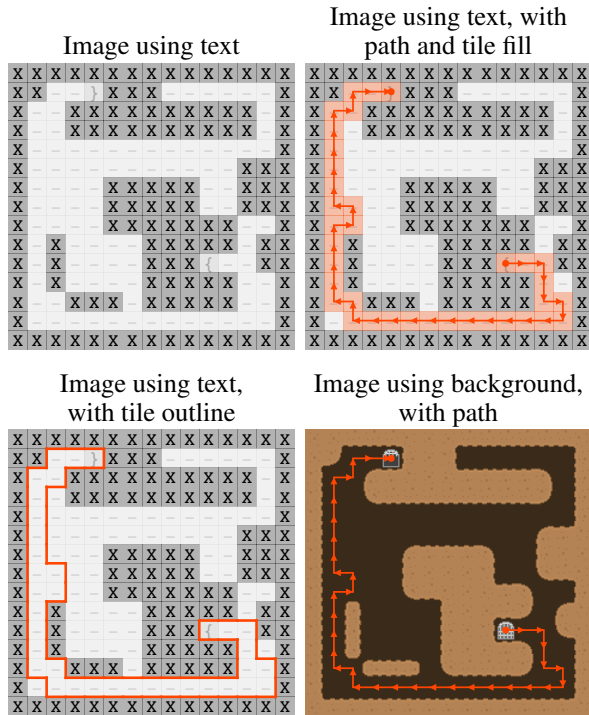 Image using text
X X X X X X X X X X X X X X X
X X - - } X X X - - - - - - X
X - - X X X X X X X X X X - X
X - - X X X X X X X X X X - X
X - - - - - - - - - - - - - X
X - - - - - - - - - - - X X X
X - - - - X X X X X - - X X X
X - - - - X X X X X - - X X X
X - - - - X X X X X X X - - X
X - X - - - - X X X X X - X X
X - X - - - - X X X { - - X X
X - X - - - - X X X X X - - X
X - - X X X - X X X X X - - X
X - - - - - - - - - - - - - X
X X X X X X X X X X X X X X X
Image using text, with
path and tile fill
X X X X X X X X X X X X X X X
X X X X X - - - - - - X
X X X X X X X X X X X - X
X - X X X X X X X X X X - X
X - - - - - - - - - - - - X
X - - - - - - - - - - X X X
X - - - X X X X X - - X X X
X - - X X X X X - - X X X
X - - X X X X X X X - - X
X X - - - - X X X X X - X X
X X - - - - X X X X X
X X - - - - X X X X X - X
X X X X - X X X X X X
X - X
X X X X X X X X X X X X X X X
Image using text,
with tile outline
X X X X X X X X X X X X X X X
X X - - } X X X - - - - - - X
X - - X X X X X X X X X X - X
X - - X X X X X X X X X X - X
X - - - - - - - - - - - - - X
X - - - - - - - - - - - X X X
X - - - - X X X X X - - X X X
X - - - - X X X X X - - X X X
X - - - - X X X X X X X - - X
X - X - - - - X X X X X - X X
X - X - - - - X X X { - - X X
X - X - - - - X X X X X - - X
X - - X X X - X X X X X - - X
X - - - - - - - - - - - - - X
X X X X X X X X X X X X X X X
Image using background,
with path